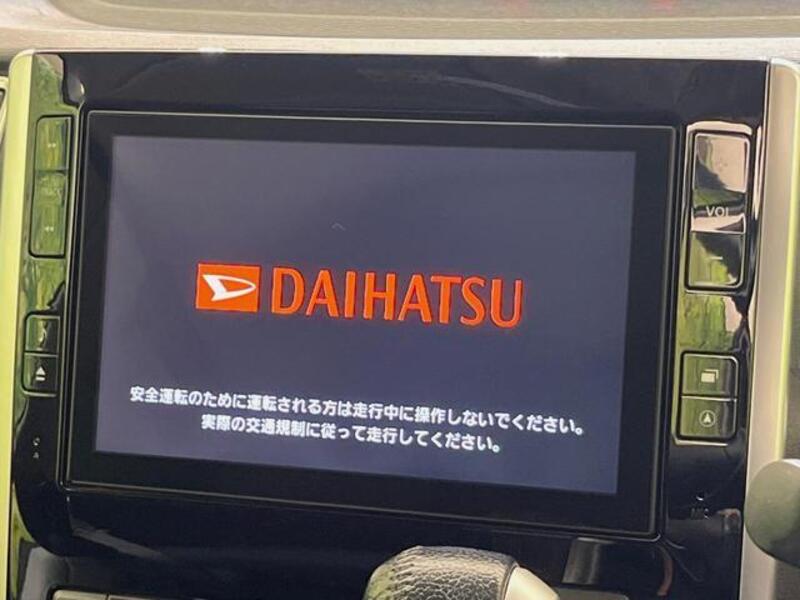 VOL
DAIHATSU
安全運転のために運転される方は走行中に操作しないでください。
実際の交通規制に従って走行してください。